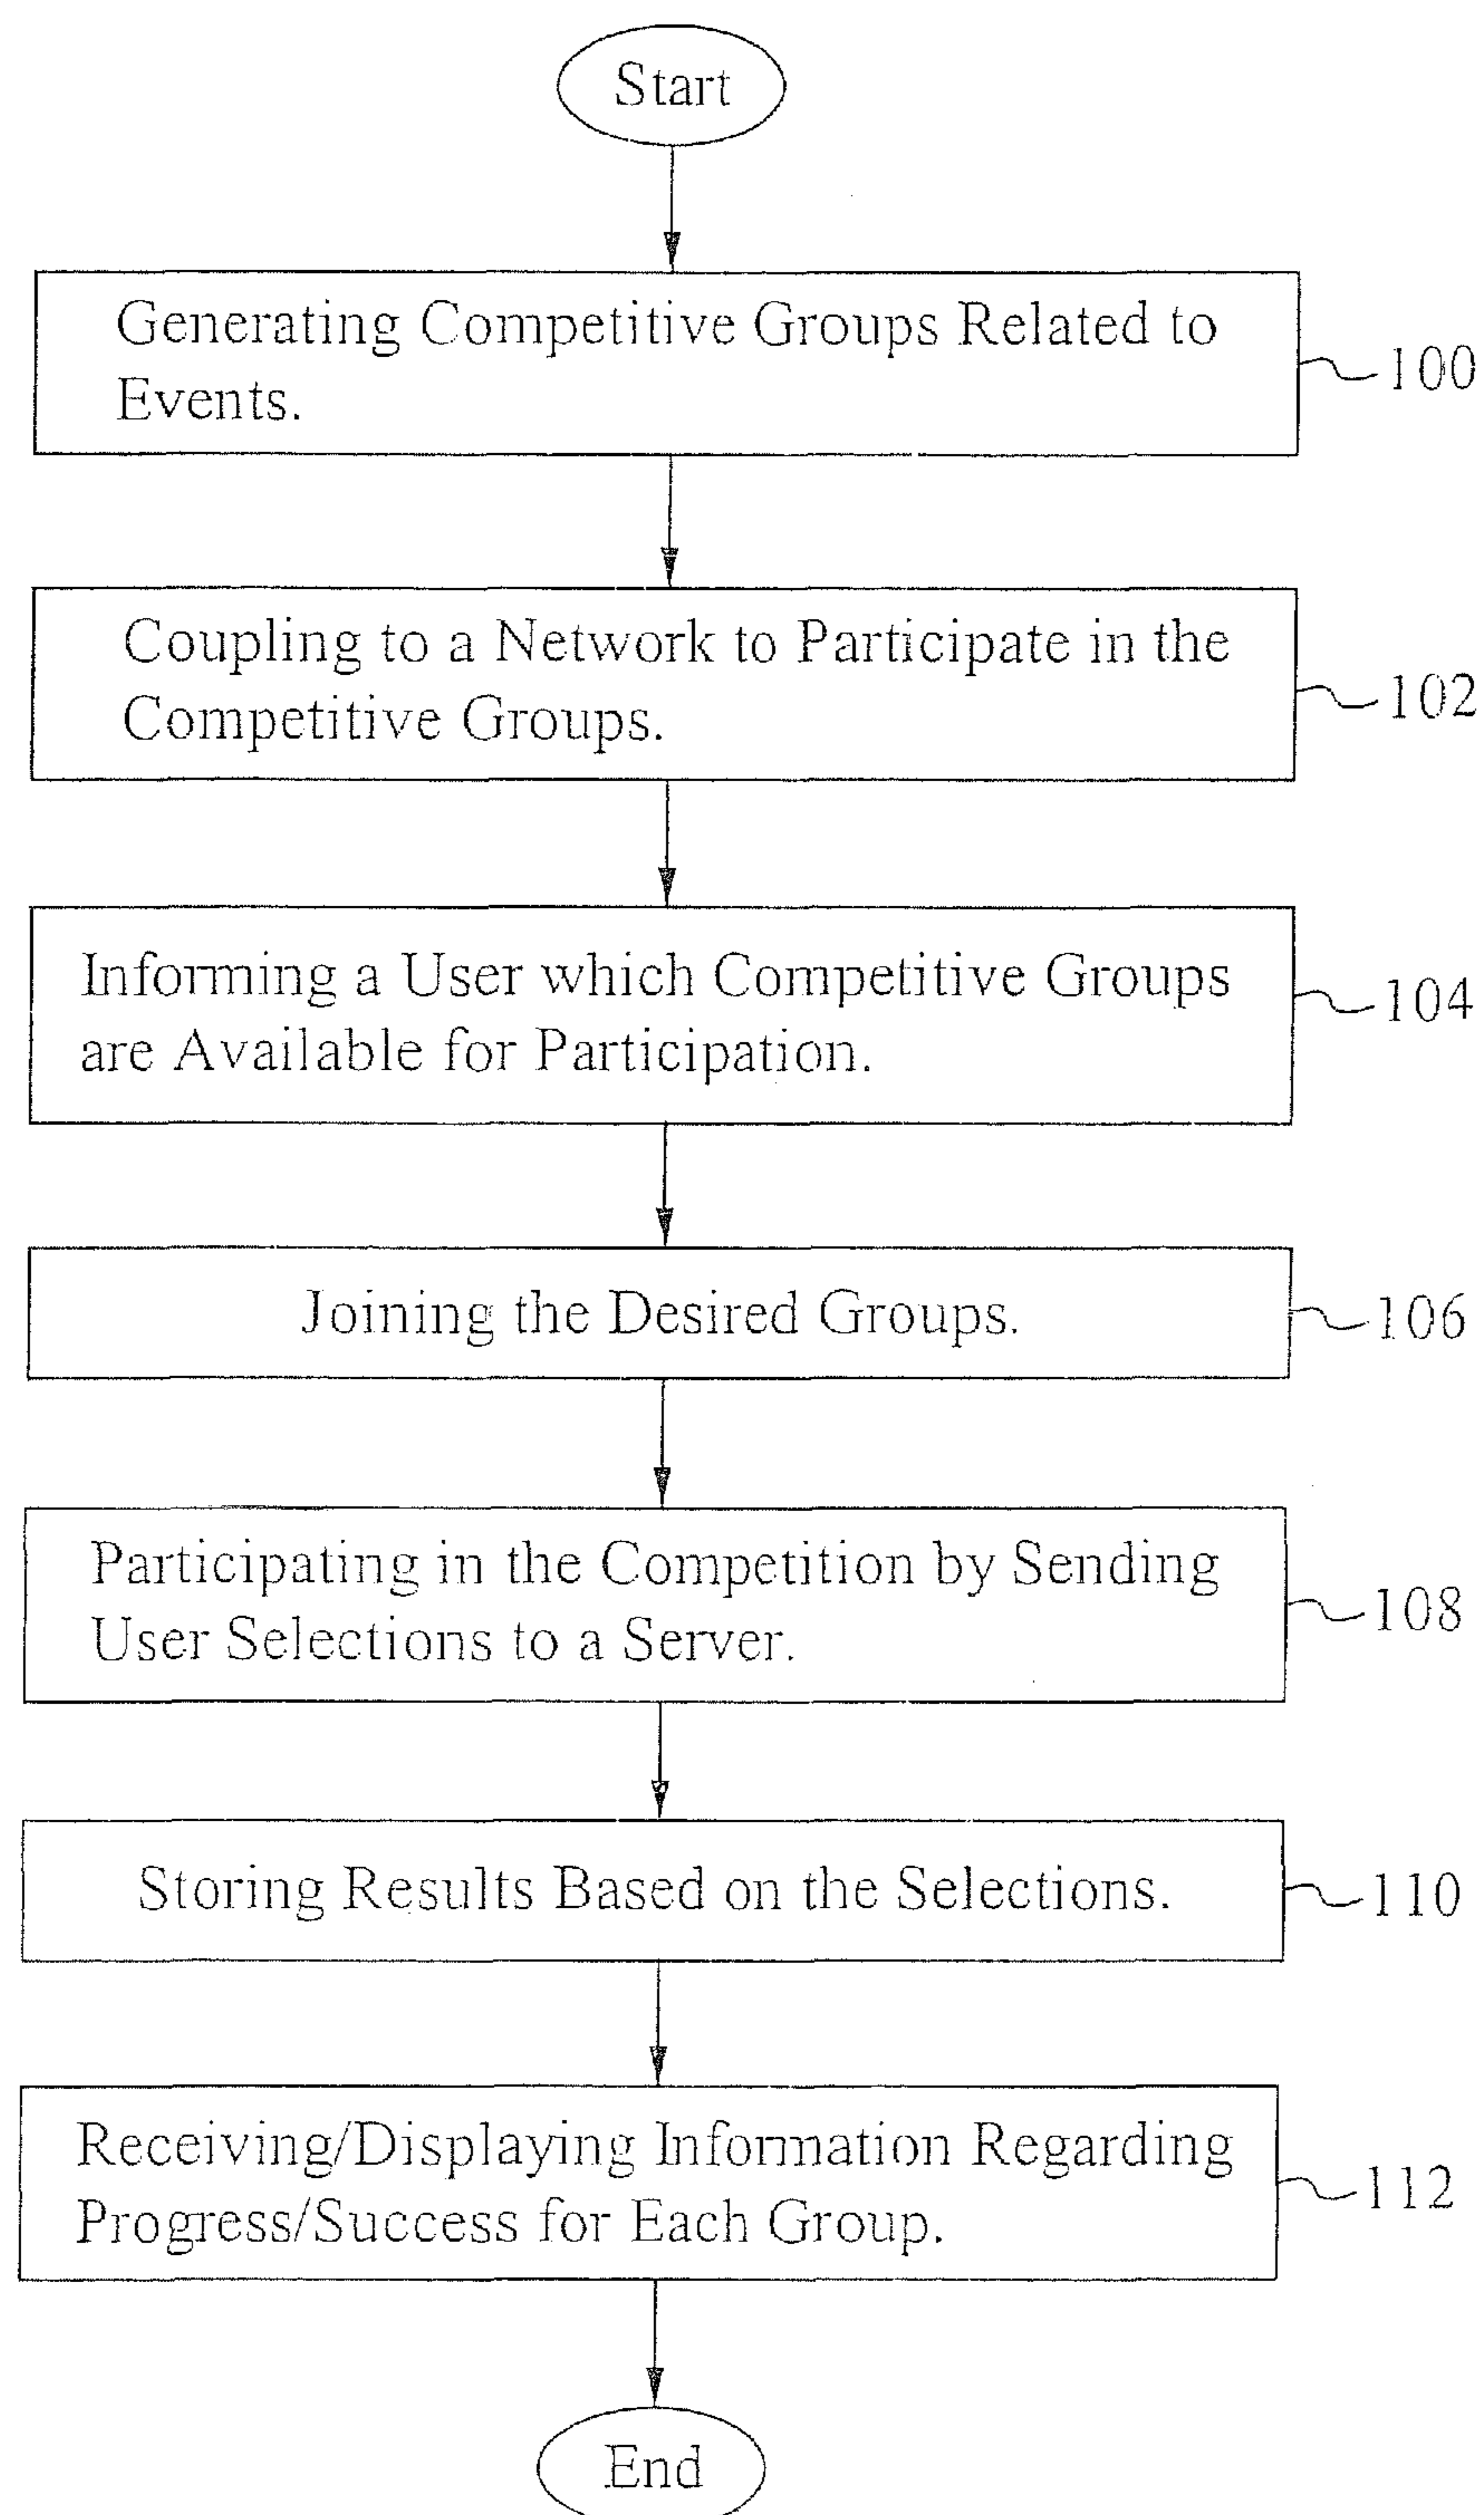 Start
Generating Competitive Groups Related to
Events.
100
Coupling to a Network to Participate in the
Competitive Groups.
102
Informing a User which Competitive Groups
are Available for Participation.
104
Joining the Desired Groups.
106
Participating in the Competition by Sending
User Selections to a Server.
108
Storing Results Based on the Selections.
110
Receiving/Displaying Information Regarding
Progress/Success for Each Group.
112
End